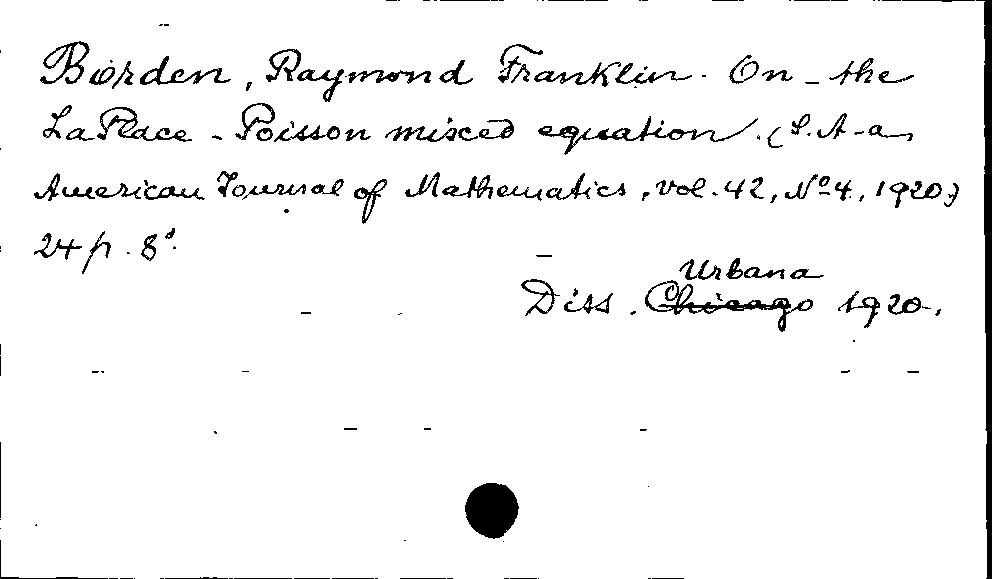 Borden, Raymond Franklin. On the
LaPlace-Poisson mixed equation. (S.A-a.
American Journal of Mathematics, vol. 42, No 4, 1920.)
24 p. 8°.
Urbana
Diss. Chicago 1920.